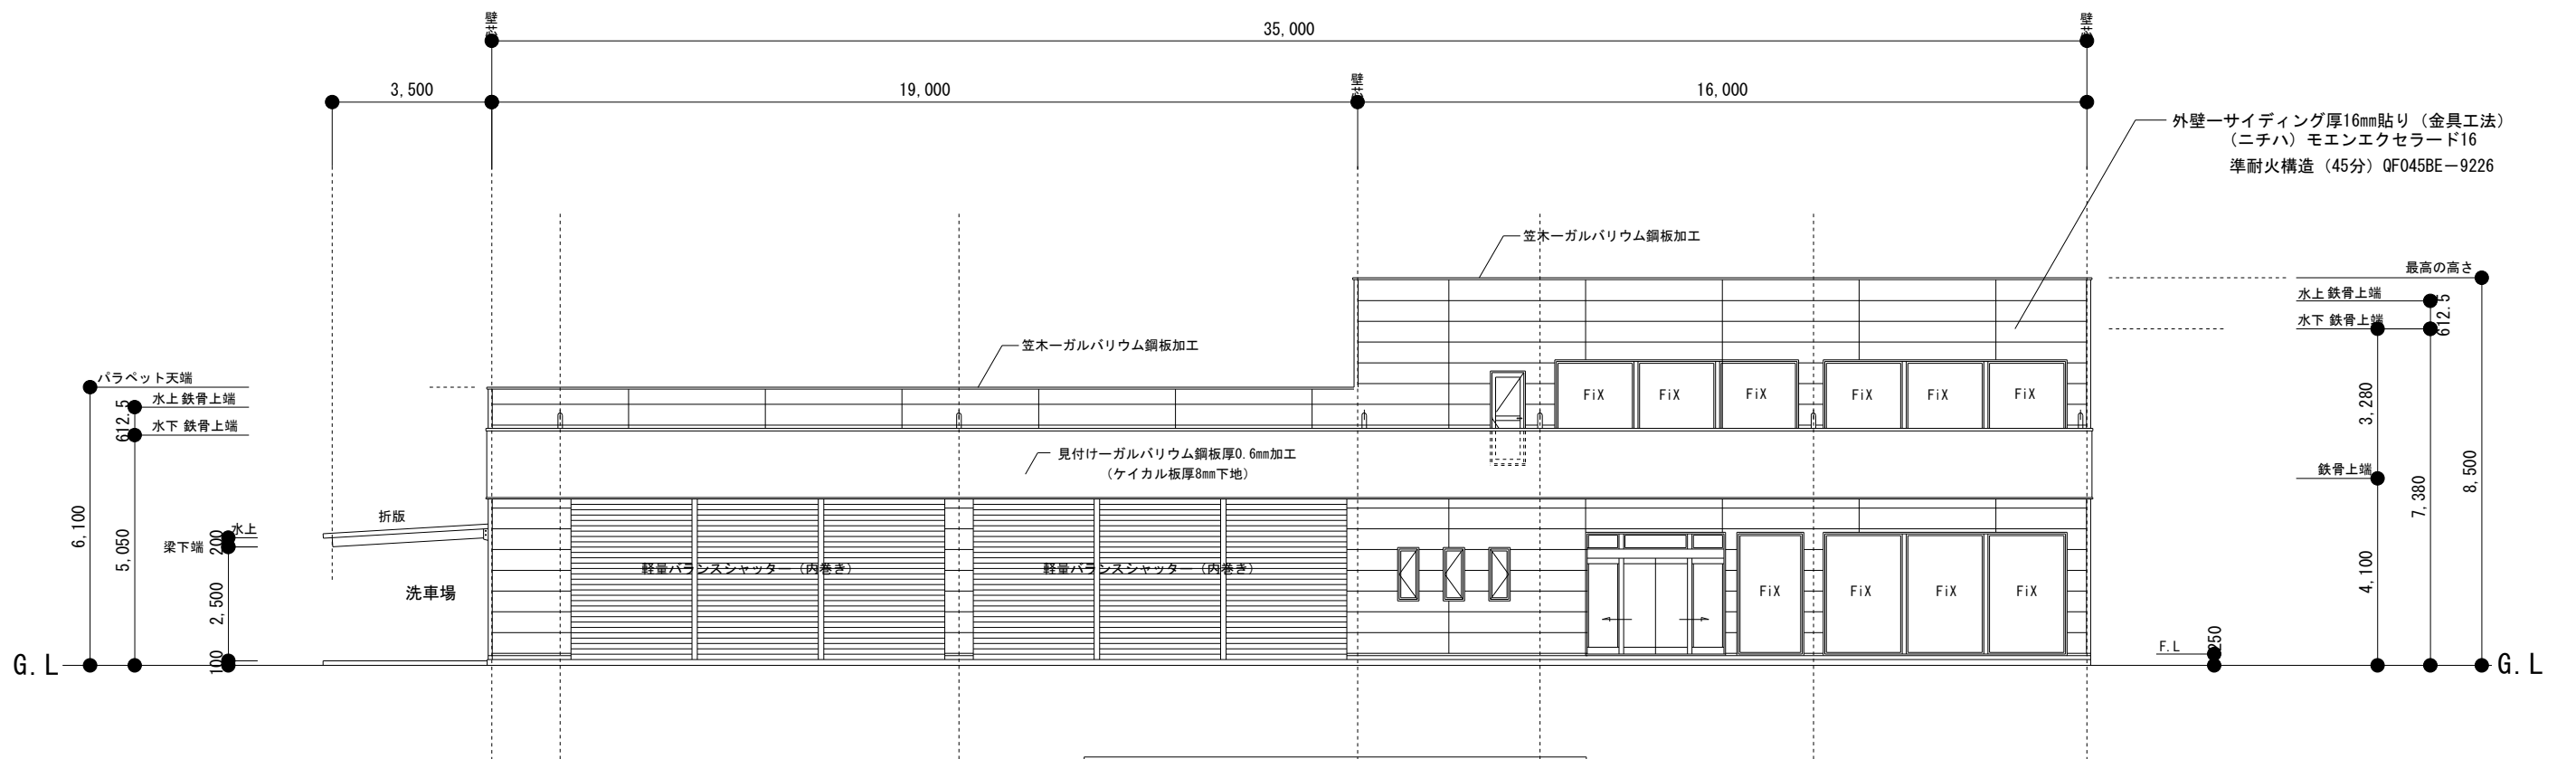 壁芯
壁芯
35,000
壁芯
3,500
19,000
16,000
外壁ーサイディング厚16㎜貼り（金具工法）
（ニチハ）モエンエクセラード16
準耐火構造（45分）QF045BE－9226
笠木ーガルバリウム鋼板加工
笠木ーガルバリウム鋼板加工
最高の高さ
水上 鉄骨上端
612.5
水下 鉄骨上端
パラペット天端
水上 鉄骨上端
612.5
水下 鉄骨上端
FiX
FiX
FiX
FiX
FiX
FiX
3,280
見付けーガルバリウム鋼板厚0.6㎜加工
（ケイカル板厚8㎜下地）
鉄骨上端
8,500
7,380
6,100
5,050
折版
水上
200
梁下端
軽量バランスシャッター（内巻き）
軽量バランスシャッター（内巻き）
4,100
洗車場
2,500
FiX
FiX
FiX
FiX
F.L
250
100
G.L
G.L